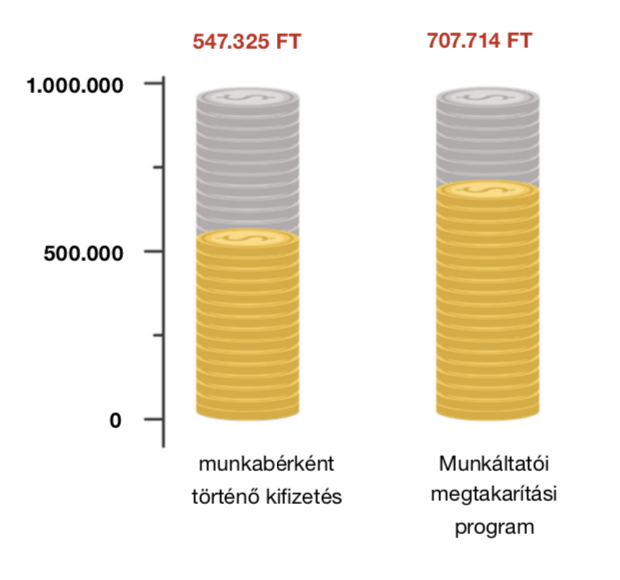 547.325 FT
707.714 FT
1.000.000
500.000
0
munkabérként
történő kifizetés
Munkáltatói
megtakarítási
program